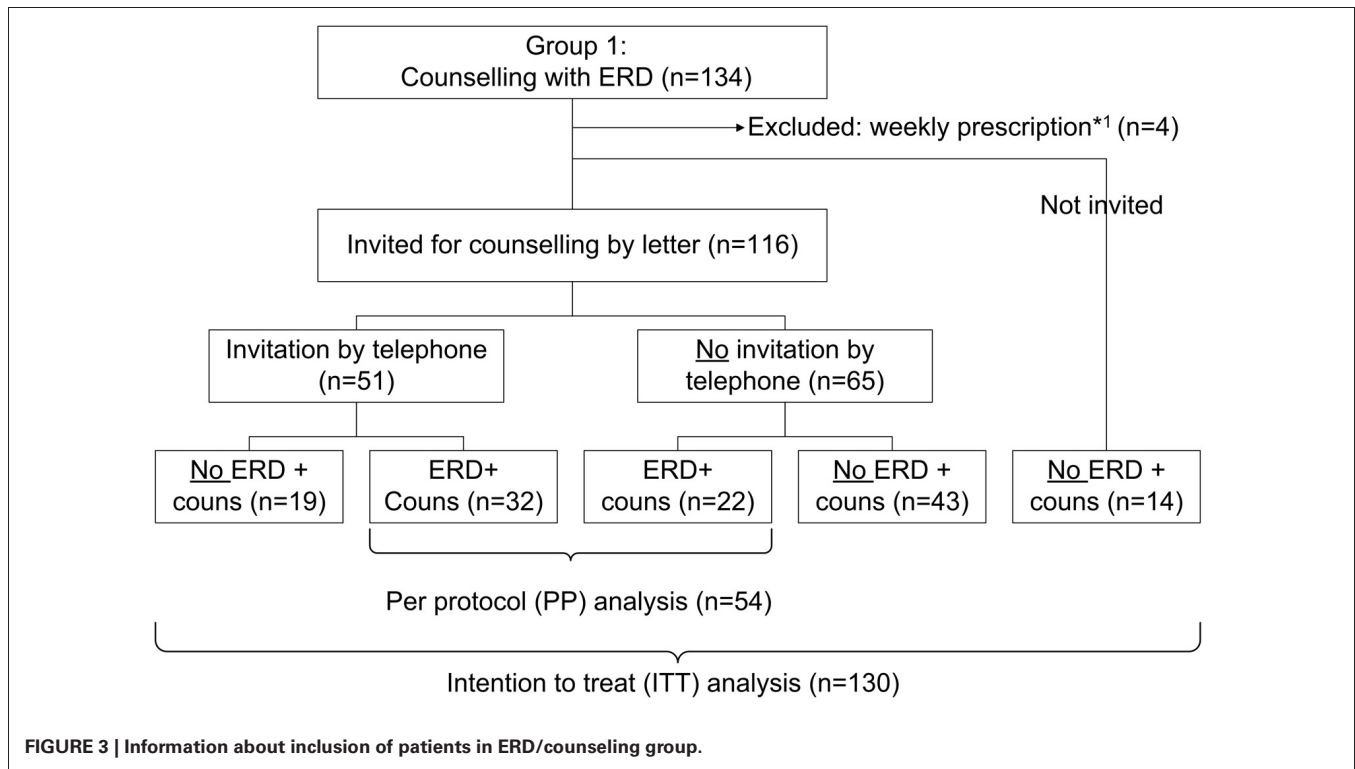 Group 1:
Counselling with ERD (n=134)
Excluded: weekly prescription*1 (n=4)
Not invited
Invited for counselling by letter (n=116)
Invitation by telephone
(n=51)
No invitation by
telephone (n=65)
No ERD +
couns (n=19)
ERD+
Couns (n=32)
ERD+
couns (n=22)
No ERD +
couns (n=43)
No ERD +
couns (n=14)
Per protocol (PP) analysis (n=54)
Intention to treat (ITT) analysis (n=130)
FIGURE 3 | Information about inclusion of patients in ERD/counseling group.